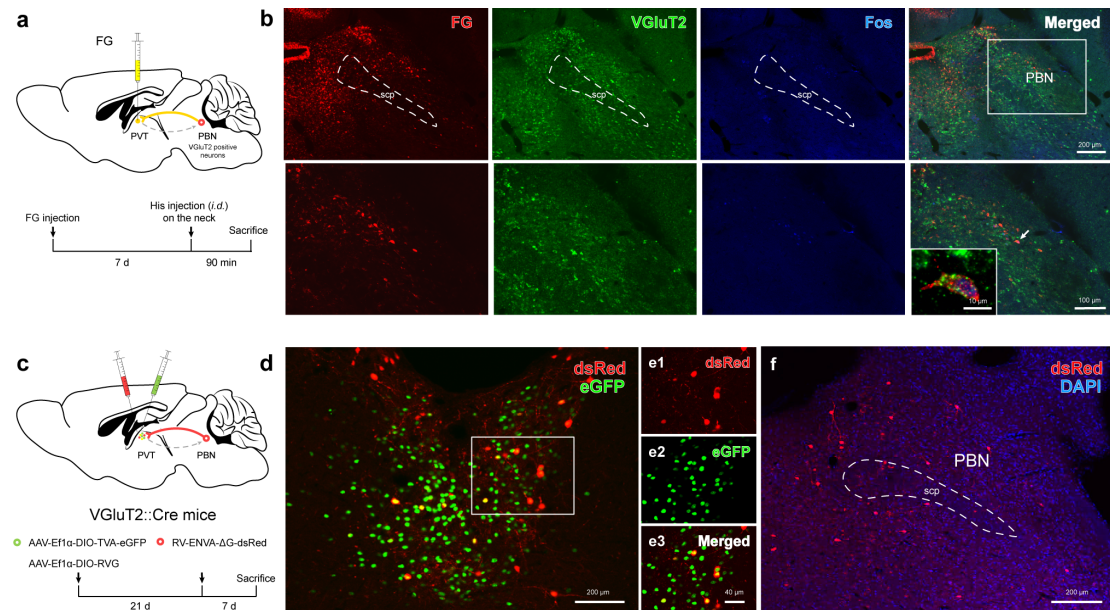 a
FG
PVT
PBN
VGluT2 positive
neurons
His injection (i.d.)
on the neck
FG injection
Sacrifice
7 d
90 min
b
FG
VGluT2
Fos
Merged
scp
scp
scp
PBN
200 μm
10 μm
100 μm
c
PVT
PBN
VGluT2::Cre mice
AAV-Ef1α-DIO-TVA-eGFP
RV-ENVA-ΔG-dsRed
AAV-Ef1α-DIO-RVG
Sacrifice
21 d
7 d
d
dsRed
eGFP
200 μm
e1
dsRed
e2
eGFP
e3
Merged
40 μm
f
dsRed
DAPI
PBN
scp
200 μm